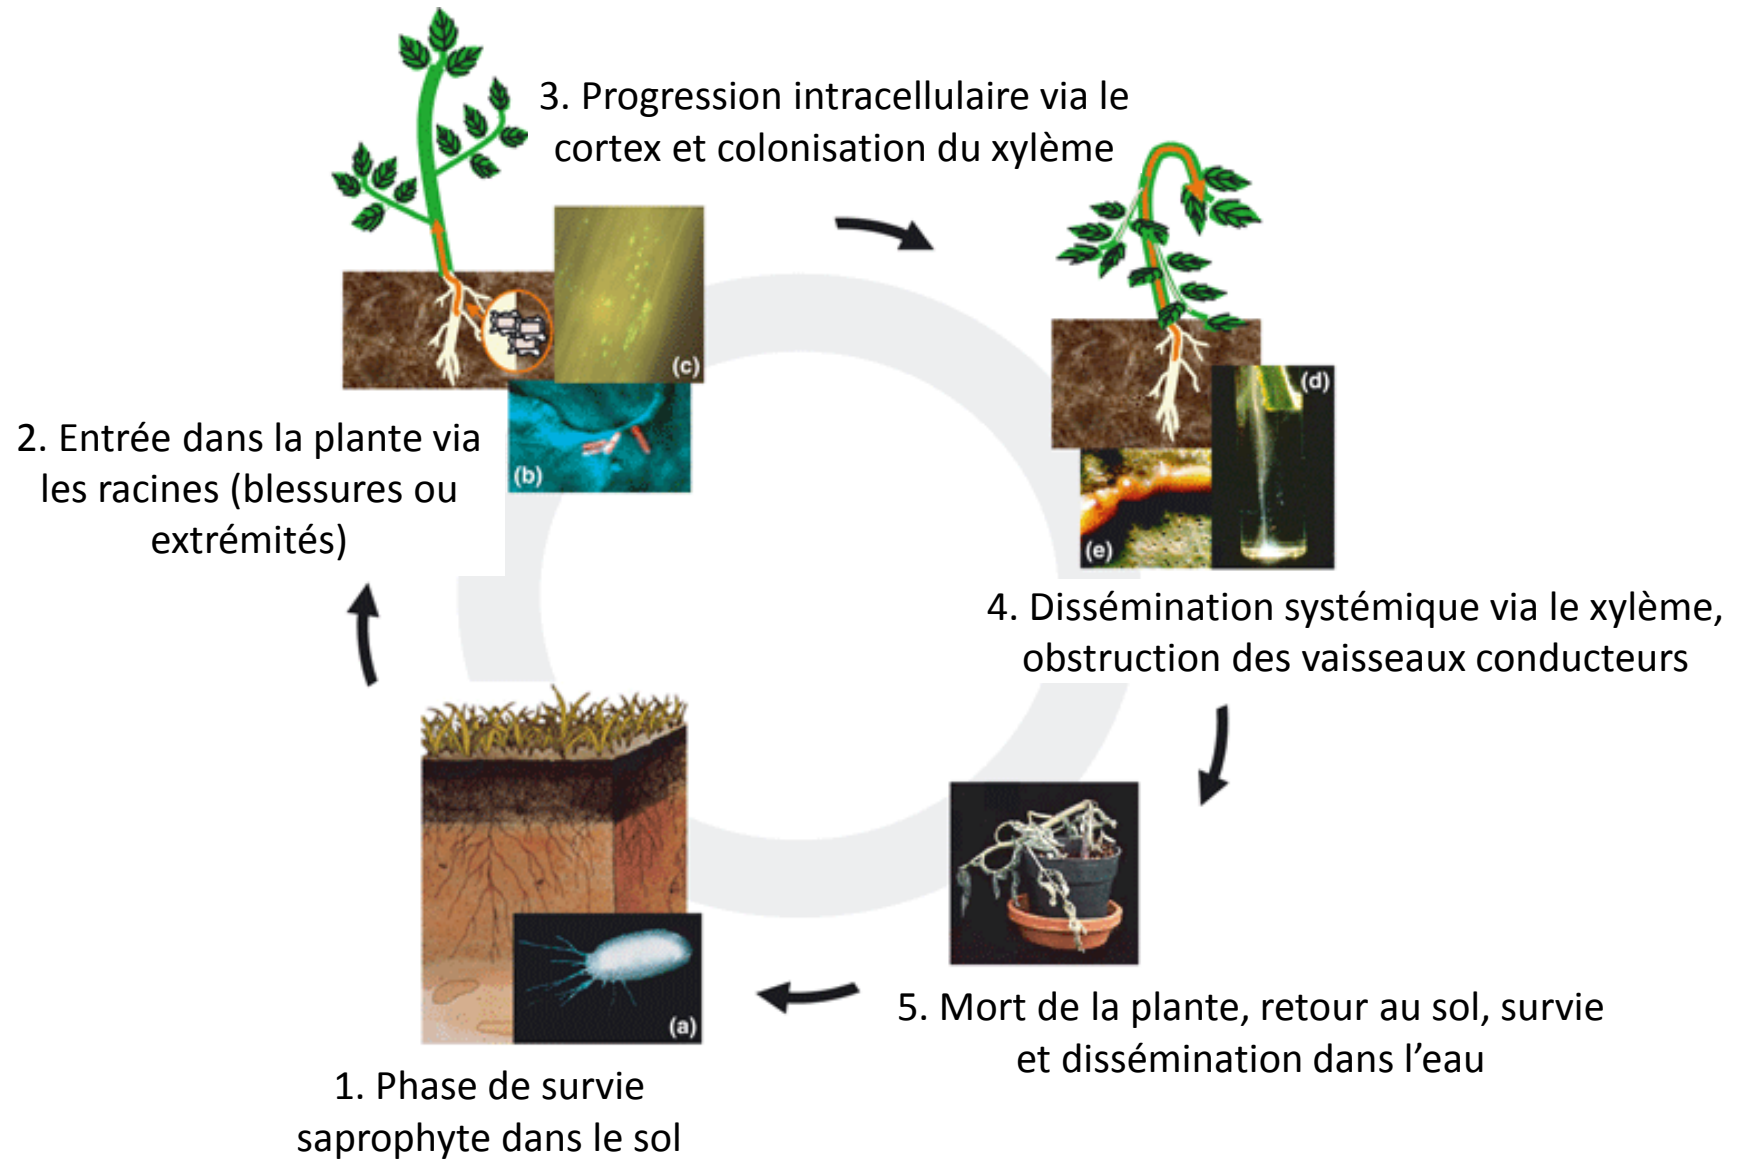 3. Progression intracellulaire via le
cortex et colonisation du xylème
(c)
(b)
2. Entrée dans la plante via
les racines (blessures ou
extrémités)
(d)
(e)
4. Dissémination systémique via le xylème,
obstruction des vaisseaux conducteurs
(a)
5. Mort de la plante, retour au sol, survie
et dissémination dans l’eau
1. Phase de survie
saprophyte dans le sol